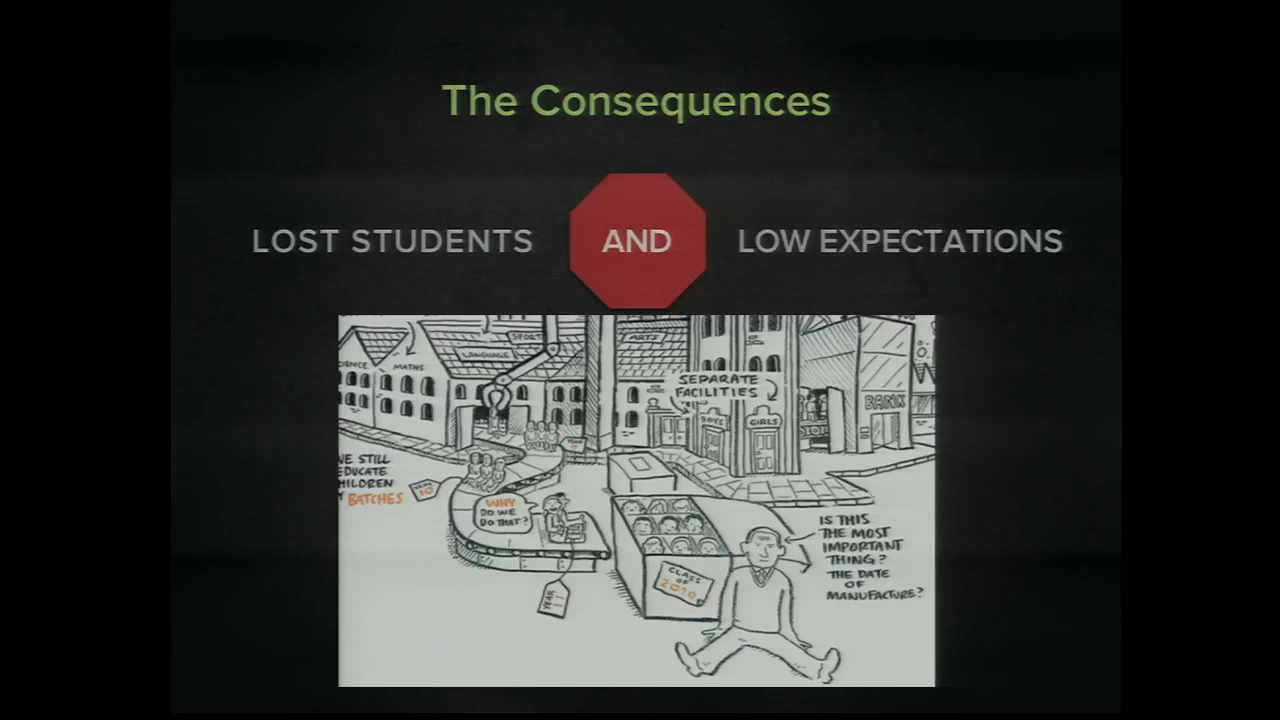 The Consequences
LOST STUDENTS
AND
LOW EXPECTATIONS
SPORT
ARTS
LANGUAGE
MATHS
SEPARATE
FACILITIES
BOYS
GIRLS
BANK
WE STILL
EDUCATE
HILDREN
BATCHES
YEAR
10
WHY
DO WE
DO THAT?
YEAR
11
CLASS
OF
2010
IS THIS
THE MOST
IMPORTANT
THING?
THE DATE
OF
MANUFACTURE?